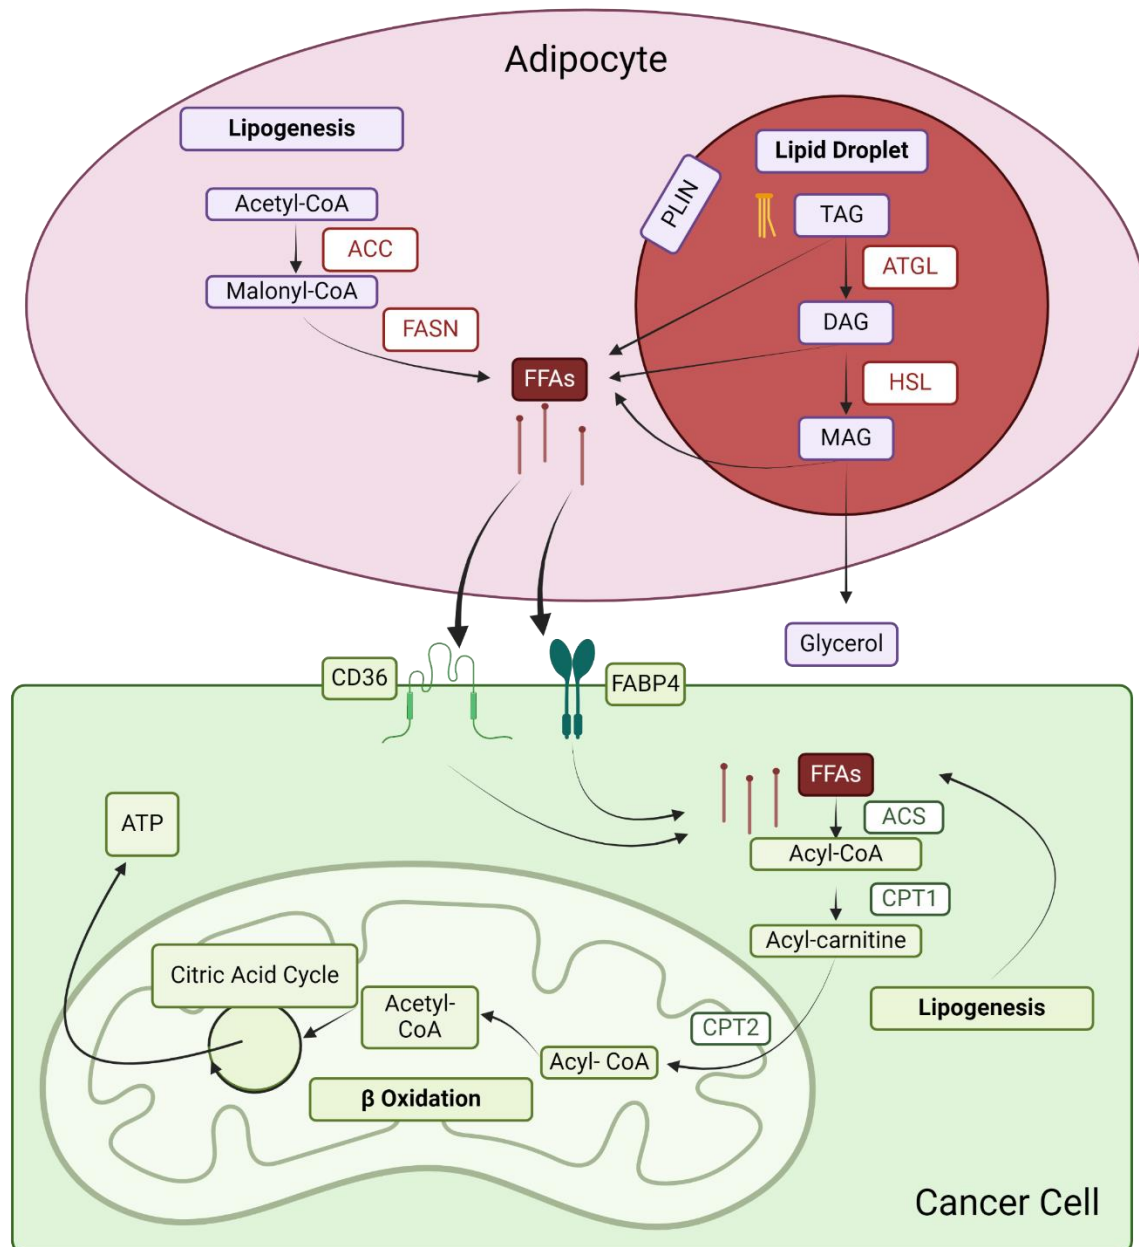 Adipocyte
Lipogenesis
Lipid Droplet
PLIN
Acetyl-CoA
TAG
ACC
ATGL
Malonyl-CoA
FASN
DAG
FFAs
HSL
MAG
Glycerol
CD36
FABP4
FFAs
ACS
ATP
Acyl-CoA
CPT1
Acyl-carnitine
Citric Acid Cycle
Lipogenesis
Acetyl-
CoA
CPT2
Acyl- CoA
β Oxidation
Cancer Cell